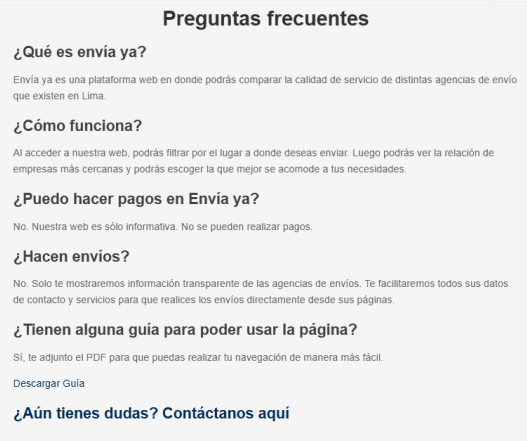 Preguntas frecuentes
¿Qué es envía ya?
Envía ya es una plataforma web en donde podrás comparar la calidad de servicio de distintas agencias de envío
que existen en Lima.
¿Cómo funciona?
Al acceder a nuestra web, podrás filtrar por el lugar a donde deseas enviar. Luego podrás ver la relación de
empresas más cercanas y podrás escoger la que mejor se acomode a tus necesidades.
¿Puedo hacer pagos en Envía ya?
No. Nuestra web es sólo informativa. No se pueden realizar pagos.
¿Hacen envíos?
No. Solo te mostraremos información transparente de las agencias de envíos. Te facilitaremos todos sus datos
de contacto y servicios para que realices los envíos directamente desde sus páginas.
¿Tienen alguna guía para poder usar la página?
Sí, te adjunto el PDF para que puedas realizar tu navegación de manera más fácil.
Descargar Guía
¿Aún tienes dudas? Contáctanos aquí